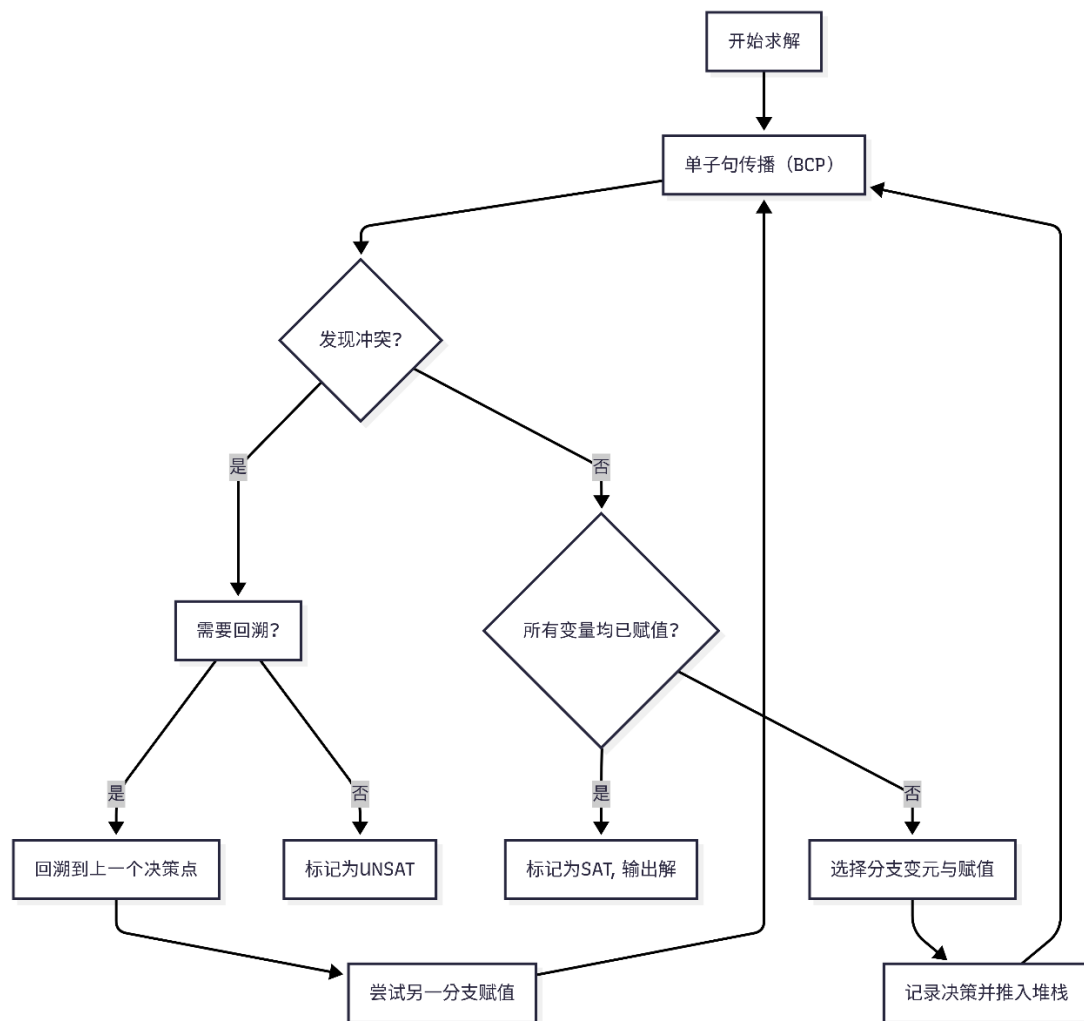 开始求解
单子句传播（BCP）
发现冲突?
是
否
需要回溯?
所有变量均已赋值?
是
否
是
否
回溯到上一个决策点
标记为UNSAT
标记为SAT, 输出解
选择分支变元与赋值
尝试另一分支赋值
记录决策并推入堆栈